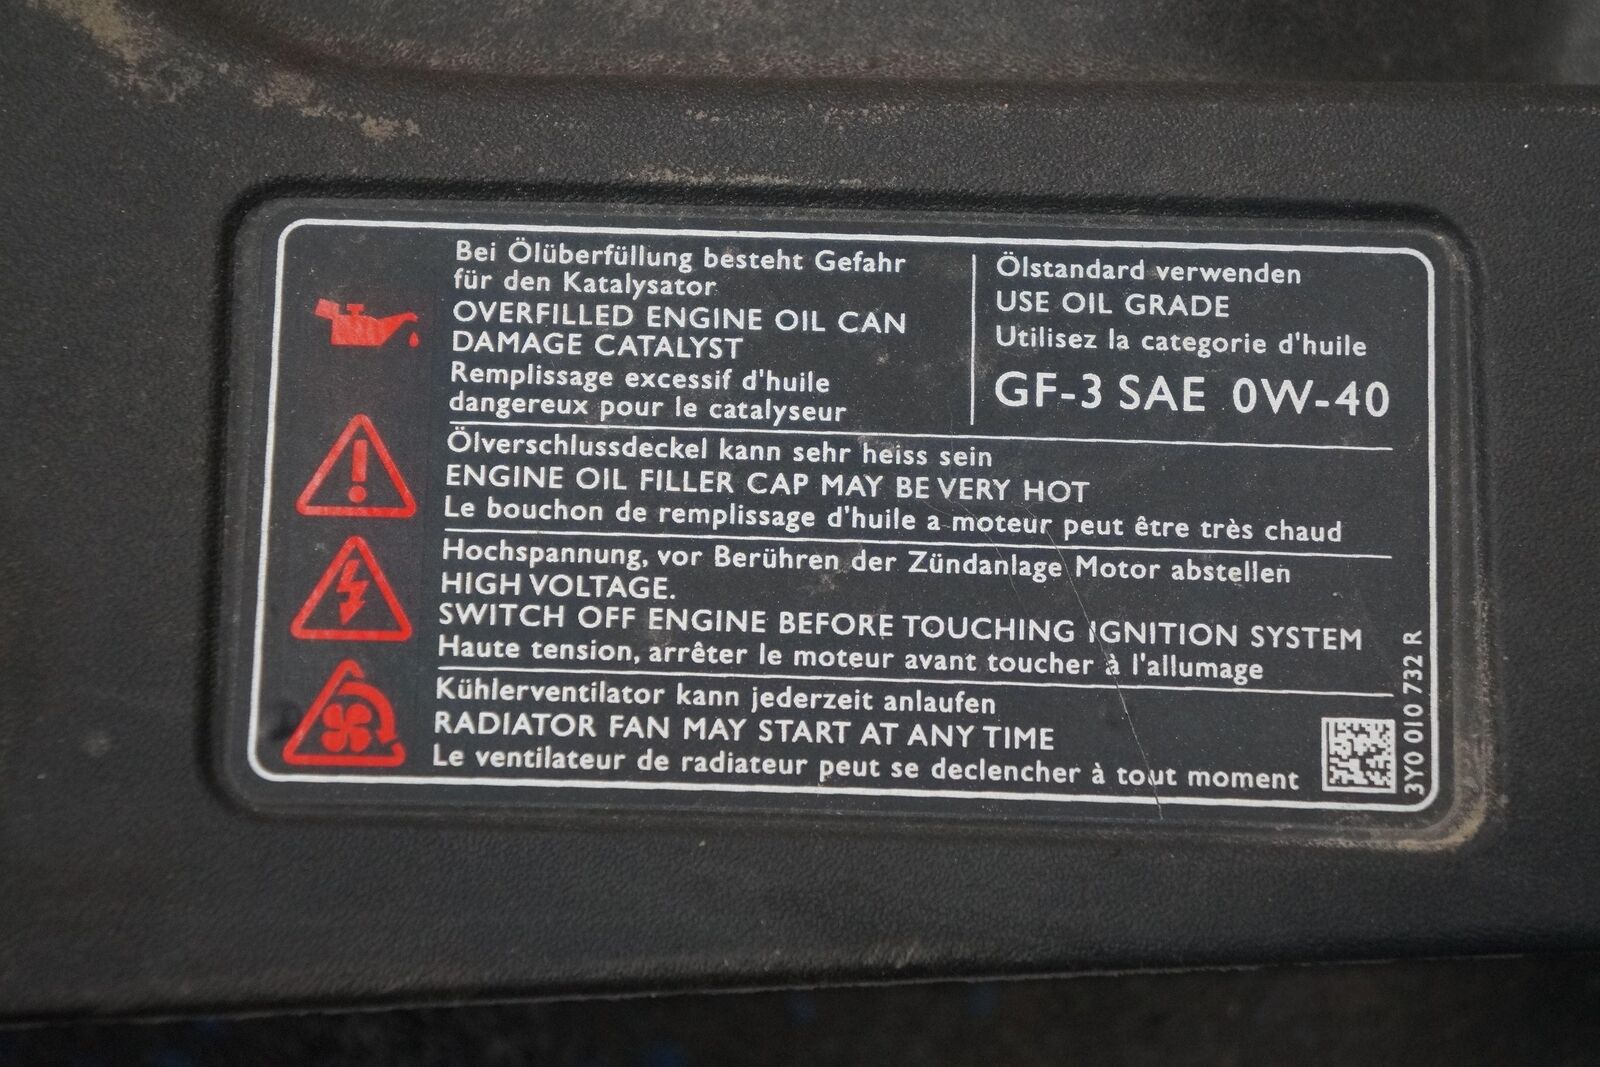 Bei Ölüberfüllung besteht Gefahr
für den Katalysator
OVERFILLED ENGINE OIL CAN
DAMAGE CATALYST
Remplissage excessif d'huile
dangereux pour le catalyseur
Ölstandard verwenden
USE OIL GRADE
Utilisez la categorie d'huile
GF-3 SAE 0W-40
Ölverschlussdeckel kann sehr heiss sein
ENGINE OIL FILLER CAP MAY BE VERY HOT
Le bouchon de remplissage d'huile a moteur peut être très chaud
Hochspannung, vor Berühren der Zündanlage Motor abstellen
HIGH VOLTAGE.
SWITCH OFF ENGINE BEFORE TOUCHING IGNITION SYSTEM
Haute tension, arrêter le moteur avant toucher à l'allumage
Kühlerventilator kann jederzeit anlaufen
RADIATOR FAN MAY START AT ANY TIME
Le ventilateur de radiateur peut se declencher à tout moment
3Y0 010 732 R